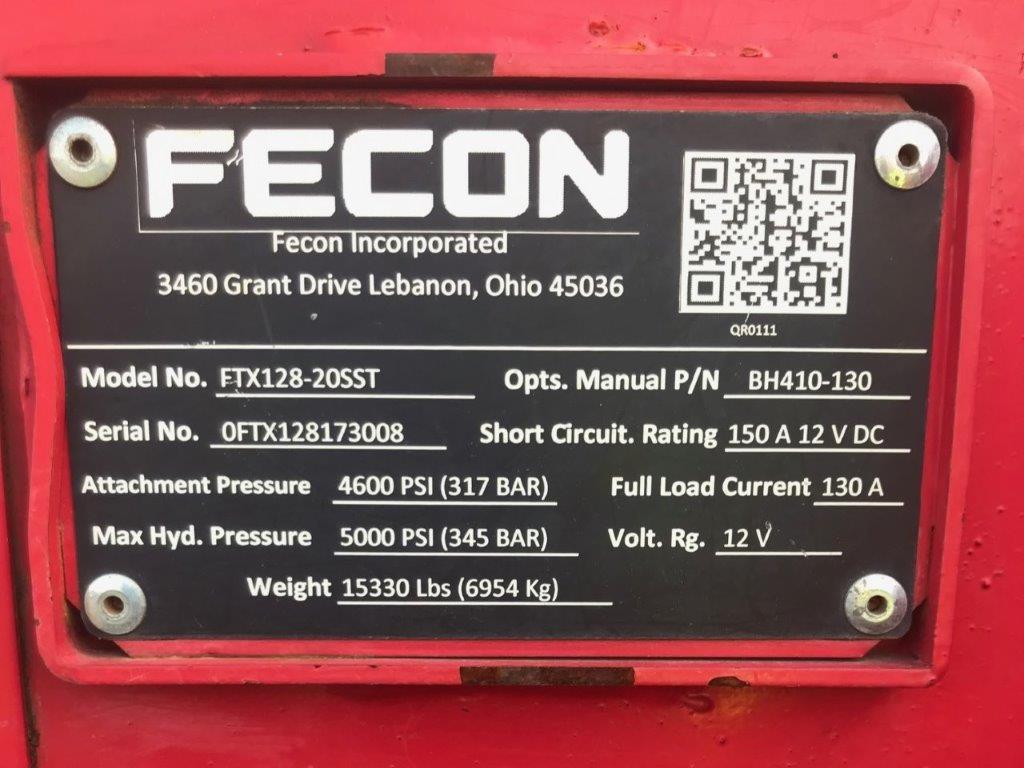 FECON
Fecon Incorporated
3460 Grant Drive Lebanon, Ohio 45036
QR0111
Model No. FTX128-20SST Opts. Manual P/N BH410-130
Serial No. 0FTX128173008 Short Circuit. Rating 150 A 12 V DC
Attachment Pressure 4600 PSI (317 BAR) Full Load Current 130 A
Max Hyd. Pressure 5000 PSI (345 BAR) Volt. Rg. 12 V
Weight 15330 Lbs (6954 Kg)